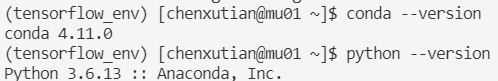 (tensorflow_env) [chenxutian@mu01 ~]$ conda --version
conda 4.11.0
(tensorflow_env) [chenxutian@mu01 ~]$ python --version
Python 3.6.13 :: Anaconda, Inc.